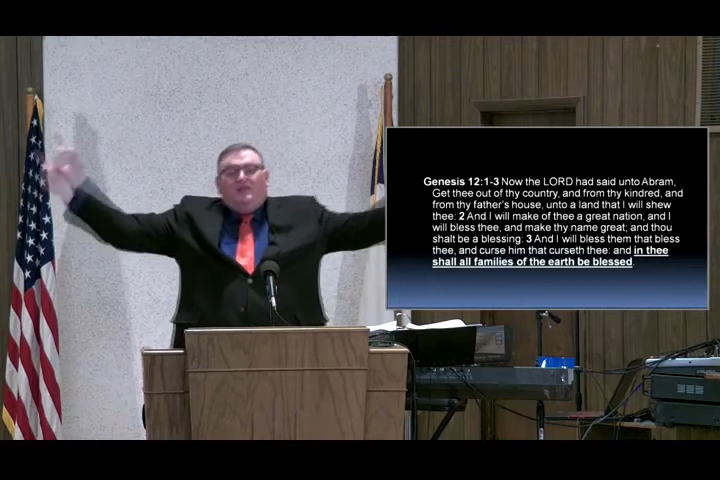 Genesis 12:1-3 Now the LORD had said unto Abram,
Get thee out of thy country, and from thy kindred, and
from thy father's house, unto a land that I will shew
thee: 2 And I will make of thee a great nation, and I
will bless thee, and make thy name great; and thou
shalt be a blessing: 3 And I will bless them that bless
thee, and curse him that curseth thee: and in thee
shall all families of the earth be blessed.